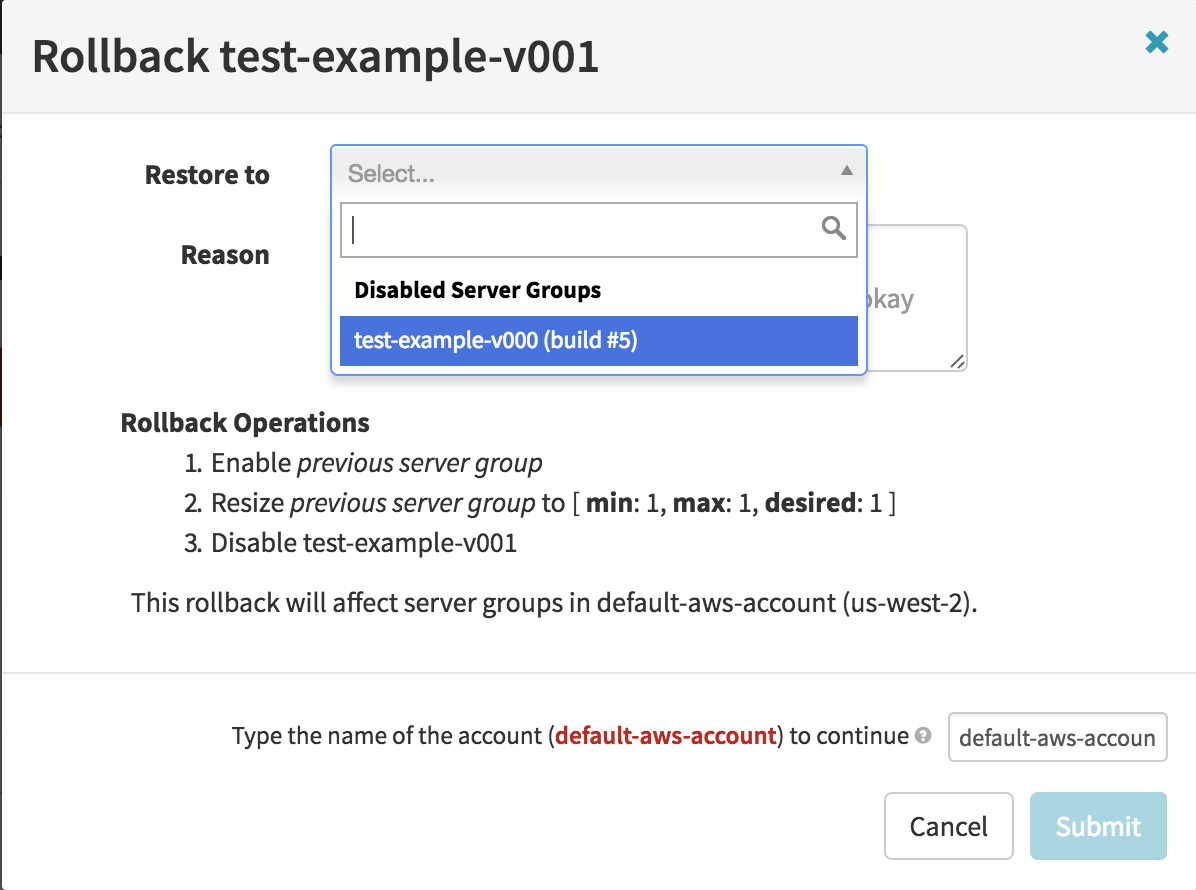 Rollback test-example-v001
Restore to
Select...
Reason
okay
Disabled Server Groups
test-example-v000 (build #5)
Rollback Operations
1. Enable previous server group
2. Resize previous server group to [ min: 1, max: 1, desired: 1 ]
3. Disable test-example-v001
This rollback will affect server groups in default-aws-account (us-west-2).
Type the name of the account (default-aws-account) to continue
default-aws-accoun
Cancel
Submit